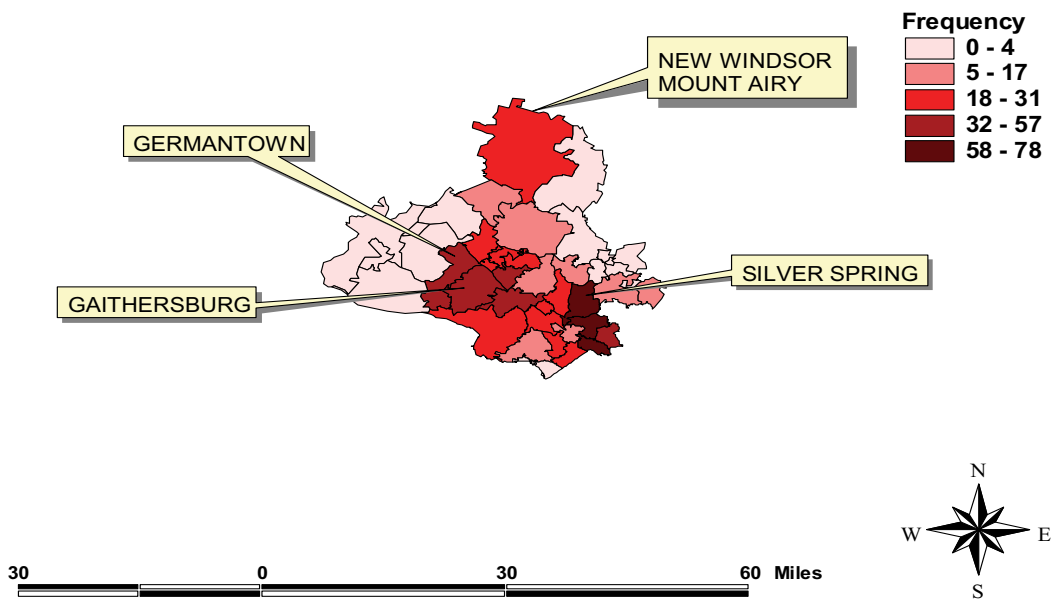 Frequency
0 - 4
5 - 17
18 - 31
32 - 57
58 - 78
NEW WINDSOR
MOUNT AIRY
GERMANTOWN
SILVER SPRING
GAITHERSBURG
N
W E
S
30 0 30 60 Miles